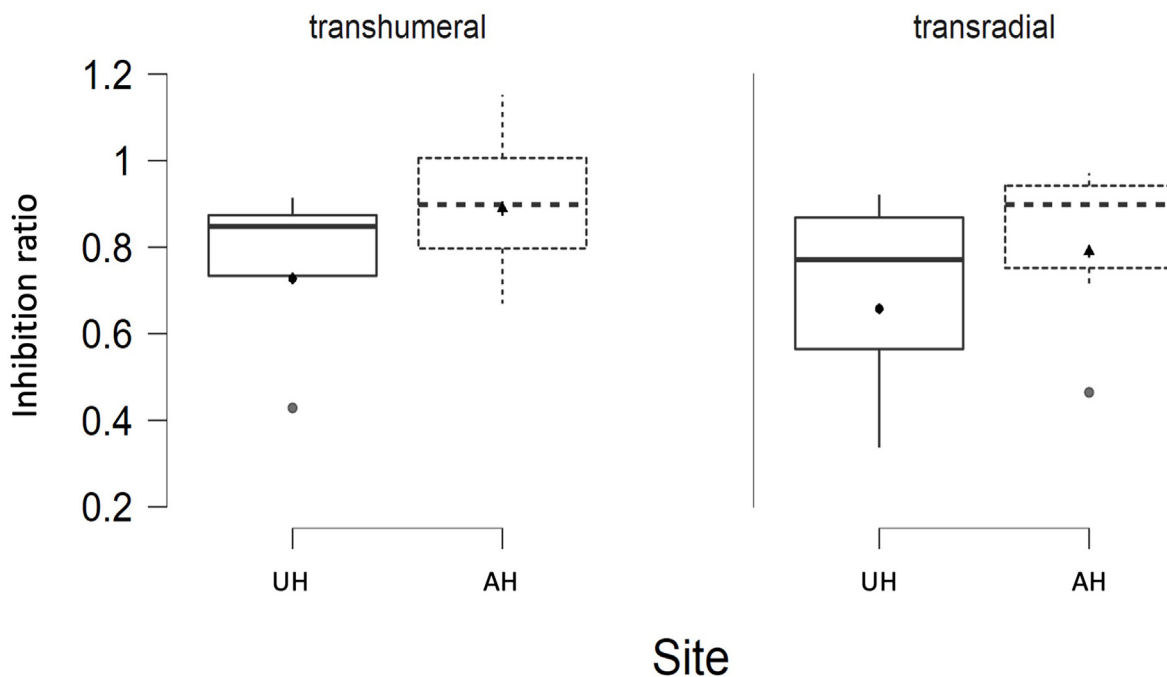 transhumeral transradial
1.2
1
0.8
0.6
0.4
0.2
Inhibition ratio
UH AH UH AH
Site